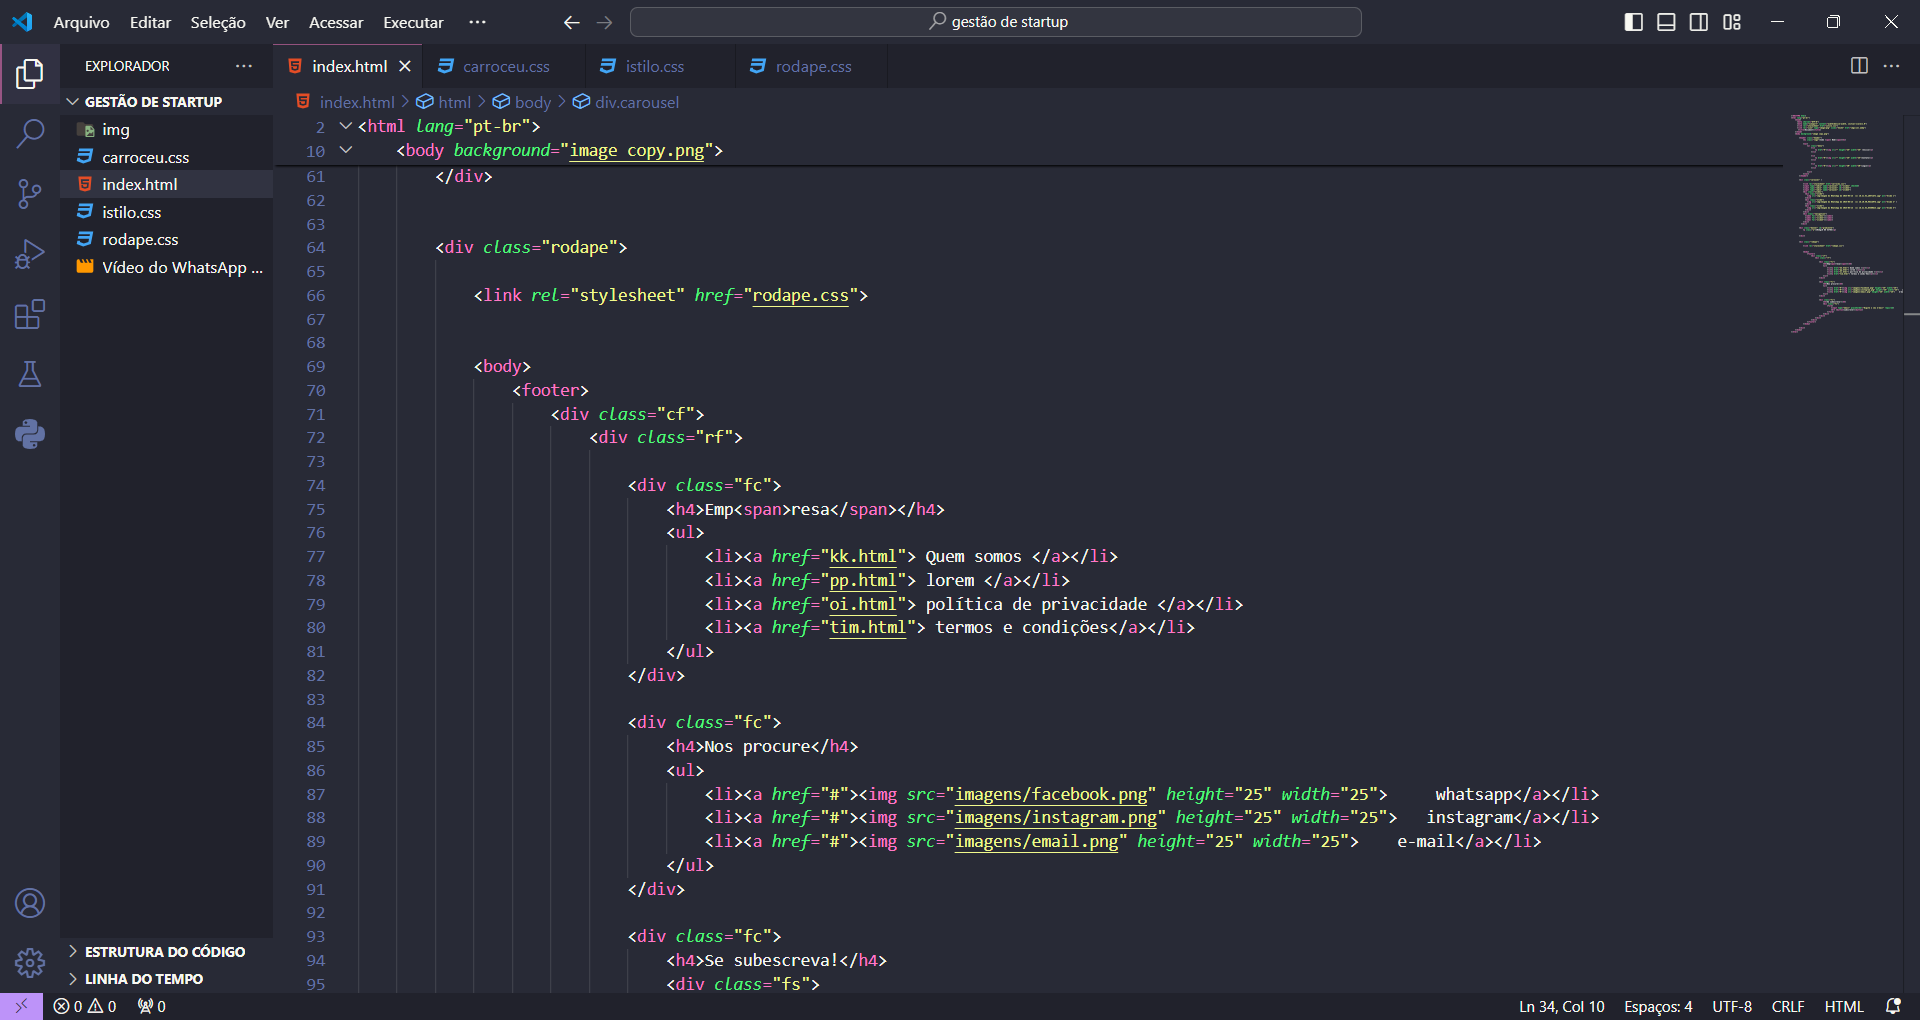 Arquivo Editar Seleção Ver Acessar Executar ··· gestão de startup
EXPLORADOR ···
GESTÃO DE STARTUP
img
carroceu.css
index.html
istilo.css
rodape.css
Vídeo do WhatsApp ...
ESTRUTURA DO CÓDIGO
LINHA DO TEMPO
index.html carroceu.css istilo.css rodape.css
index.html > html > body > div.carousel
2 <html lang="pt-br">
10 <body background="image copy.png">
61 </div>
62
63
64 <div class="rodape">
65
66 <link rel="stylesheet" href="rodape.css">
67
68
69 <body>
70 <footer>
71 <div class="cf">
72 <div class="rf">
73
74 <div class="fc">
75 <h4>Emp<span>resa</span></h4>
76 <ul>
77 <li><a href="kk.html"> Quem somos </a></li>
78 <li><a href="pp.html"> lorem </a></li>
79 <li><a href="oi.html"> política de privacidade </a></li>
80 <li><a href="tim.html"> termos e condições</a></li>
81 </ul>
82 </div>
83
84 <div class="fc">
85 <h4>Nos procure</h4>
86 <ul>
87 <li><a href="#"><img src="imagens/facebook.png" height="25" width="25"> whatsapp</a></li>
88 <li><a href="#"><img src="imagens/instagram.png" height="25" width="25"> instagram</a></li>
89 <li><a href="#"><img src="imagens/email.png" height="25" width="25"> e-mail</a></li>
90 </ul>
91 </div>
92
93 <div class="fc">
94 <h4>Se subescreva!</h4>
95 <div class="fs">
0 0 0 Ln 34, Col 10 Espaços: 4 UTF-8 CRLF HTML